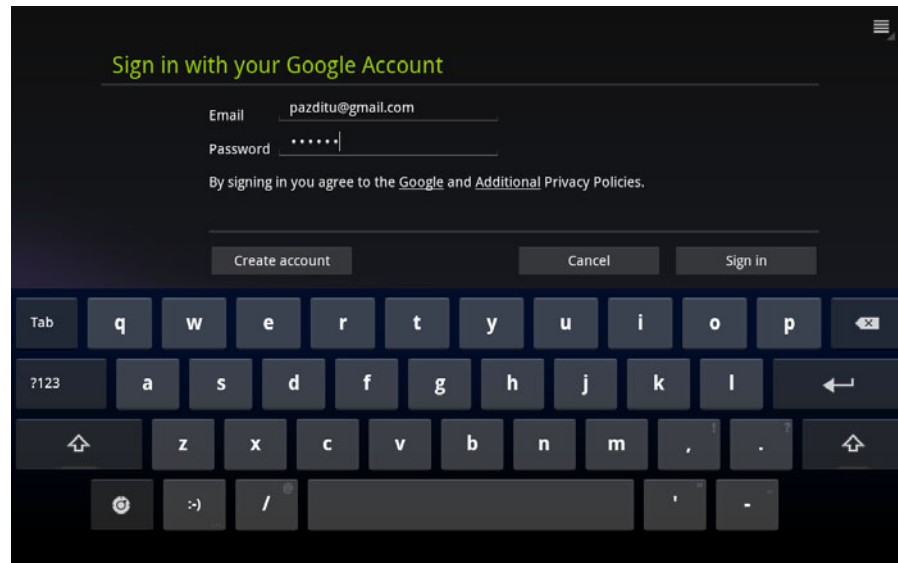 Sign in with your Google Account
Email pazditu@gmail.com
Password ••••••
By signing in you agree to the Google and Additional Privacy Policies.
Create account Cancel Sign in
Tab q w e r t y u i o p
?123 a s d f g h j k l
z x c v b n m , ! . ?
:-) ... / @ ' " - _